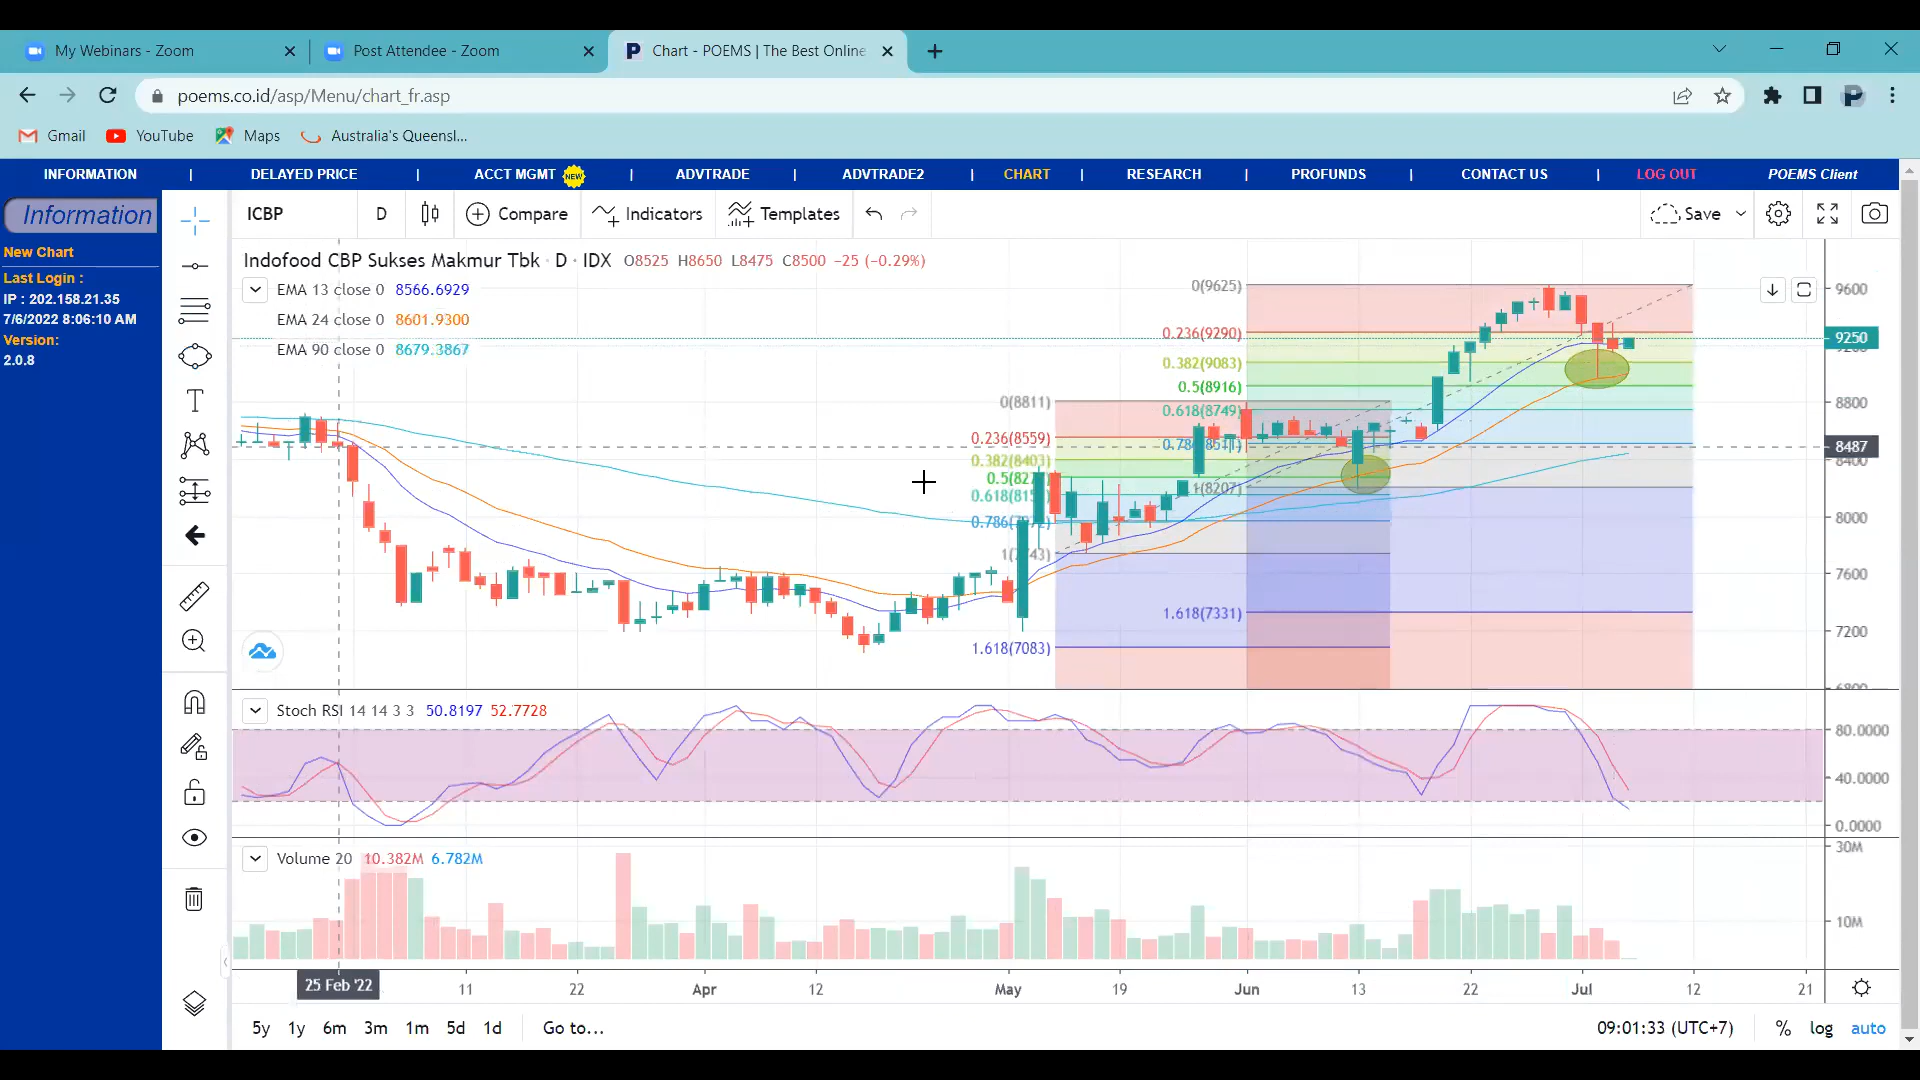 My Webinars - Zoom
Post Attendee - Zoom
Chart - POEMS | The Best Online
poems.co.id/asp/Menu/chart_fr.asp
Gmail
YouTube
Maps
Australia's Queensl...
INFORMATION | DELAYED PRICE | ACCT MGMT NEW | ADVTRADE | ADVTRADE2 | CHART | RESEARCH | PROFUNDS | CONTACT US | LOG OUT POEMS Client
Information
New Chart
Last Login :
IP : 202.158.21.35
7/6/2022 8:06:10 AM
Version:
2.0.8
ICBP D Compare Indicators Templates Save
Indofood CBP Sukses Makmur Tbk · D · IDX O8525 H8650 L8475 C8500 −25 (−0.29%)
EMA 13 close 0 8566.6929
EMA 24 close 0 8601.9300
EMA 90 close 0 8679.3867
0(9625)
0.236(9290)
0.382(9083)
0.5(8916)
0.618(8749)
1(8207)
1.618(7331)
0(8811)
0.236(8559)
0.382(8403)
1.618(7083)
9600
9250
8800
8487
8400
8000
7600
7200
Stoch RSI 14 14 3 3 50.8197 52.7728
80.0000
40.0000
0.0000
Volume 20 10.382M 6.782M
30M
10M
25 Feb '22 11 22 Apr 12 May 19 Jun 13 22 Jul 12 21
5y 1y 6m 3m 1m 5d 1d Go to... 09:01:33 (UTC+7) % log auto